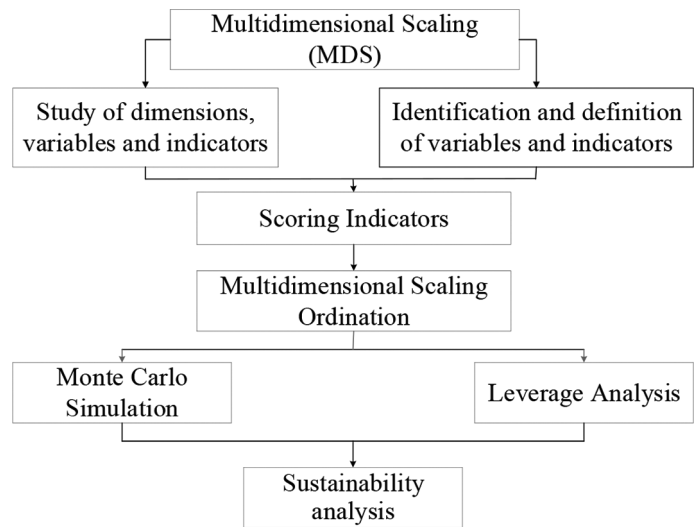 Multidimensional Scaling
(MDS)
Study of dimensions,
variables and indicators
Identification and definition
of variables and indicators
Scoring Indicators
Multidimensional Scaling
Ordination
Monte Carlo
Simulation
Leverage Analysis
Sustainability
analysis